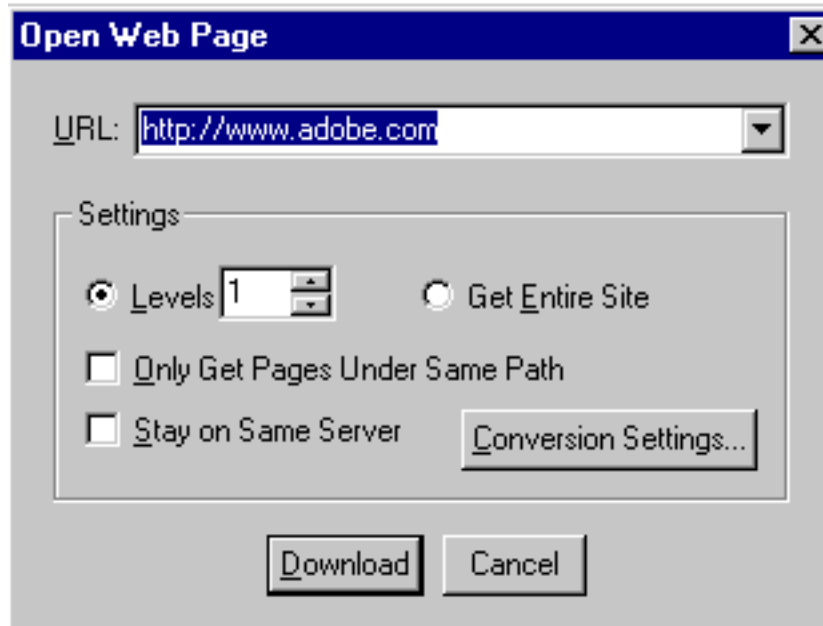 Open Web Page
URL: http://www.adobe.com
Settings
Levels 1 Get Entire Site
Only Get Pages Under Same Path
Stay on Same Server Conversion Settings...
Download Cancel